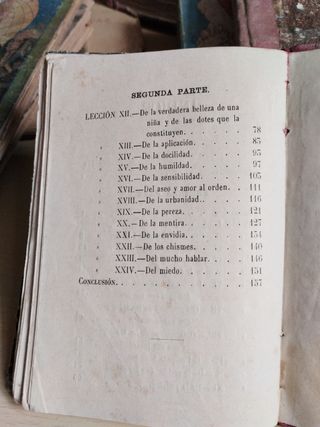 SEGUNDA PARTE.
LECCIÓN XII.—De la verdadera belleza de una
niña y de las dotes que la
constituyen. . . . . . . 78
» XIII.—De la aplicación. . . . . . 85
» XIV.—De la docilidad. . . . . . 93
» XV.—De la humildad. . . . . . 97
» XVI.—De la sensibilidad. . . . . 105
» XVII.—Del aseo y amor al orden. . . 111
» XVIII.—De la urbanidad. . . . . . 116
» XIX.—De la pereza. . . . . . . 121
» XX.—De la mentira. . . . . . 127
» XXI.—De la envidia. . . . . . 134
» XXII.—De los chismes. . . . . . 140
» XXIII.—Del mucho hablar. . . . . 146
» XXIV.—Del miedo. . . . . . . 151
CONCLUSIÓN. . . . . . . . . . . 157